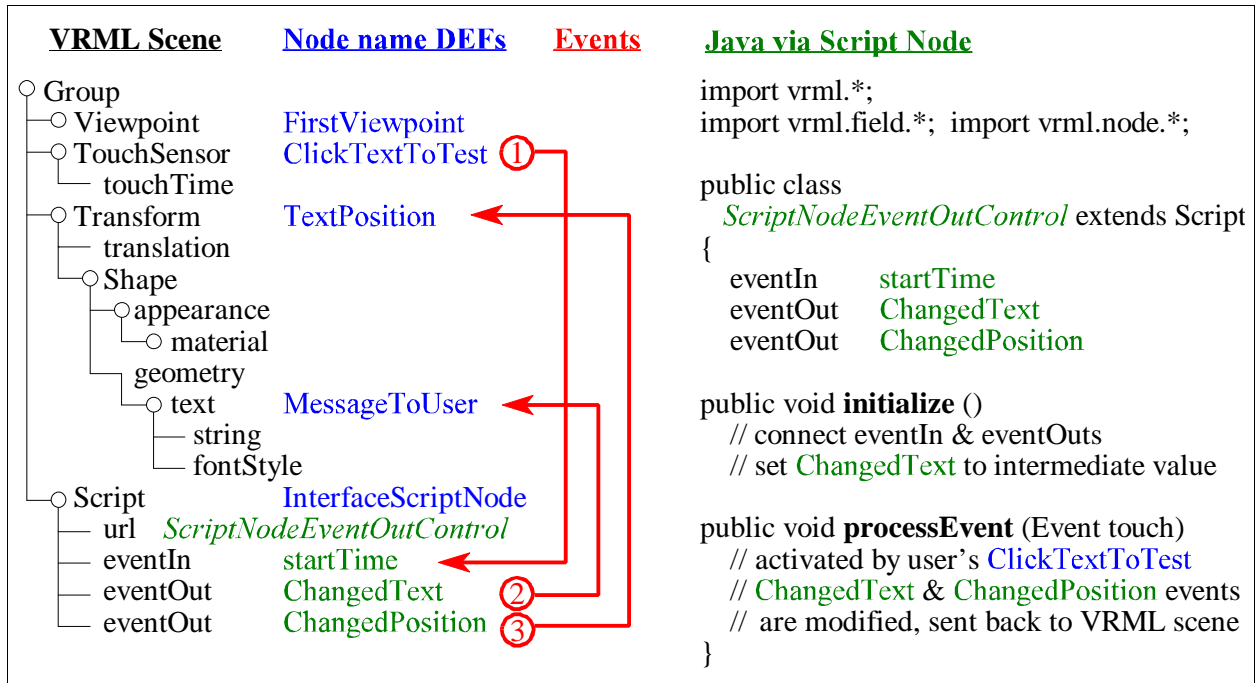 VRML Scene Node name DEFs Events Java via Script Node
Group
Viewpoint FirstViewpoint
TouchSensor ClickTextToTest 1
touchTime
Transform TextPosition
translation
Shape
appearance
material
geometry
text MessageToUser
string
fontStyle
Script InterfaceScriptNode
url ScriptNodeEventOutControl
eventIn startTime
eventOut ChangedText 2
eventOut ChangedPosition 3
import vrml.*;
import vrml.field.*; import vrml.node.*;
public class
ScriptNodeEventOutControl extends Script
{
eventIn startTime
eventOut ChangedText
eventOut ChangedPosition
public void initialize ()
// connect eventIn & eventOuts
// set ChangedText to intermediate value
public void processEvent (Event touch)
// activated by user’s ClickTextToTest
// ChangedText & ChangedPosition events
// are modified, sent back to VRML scene
}